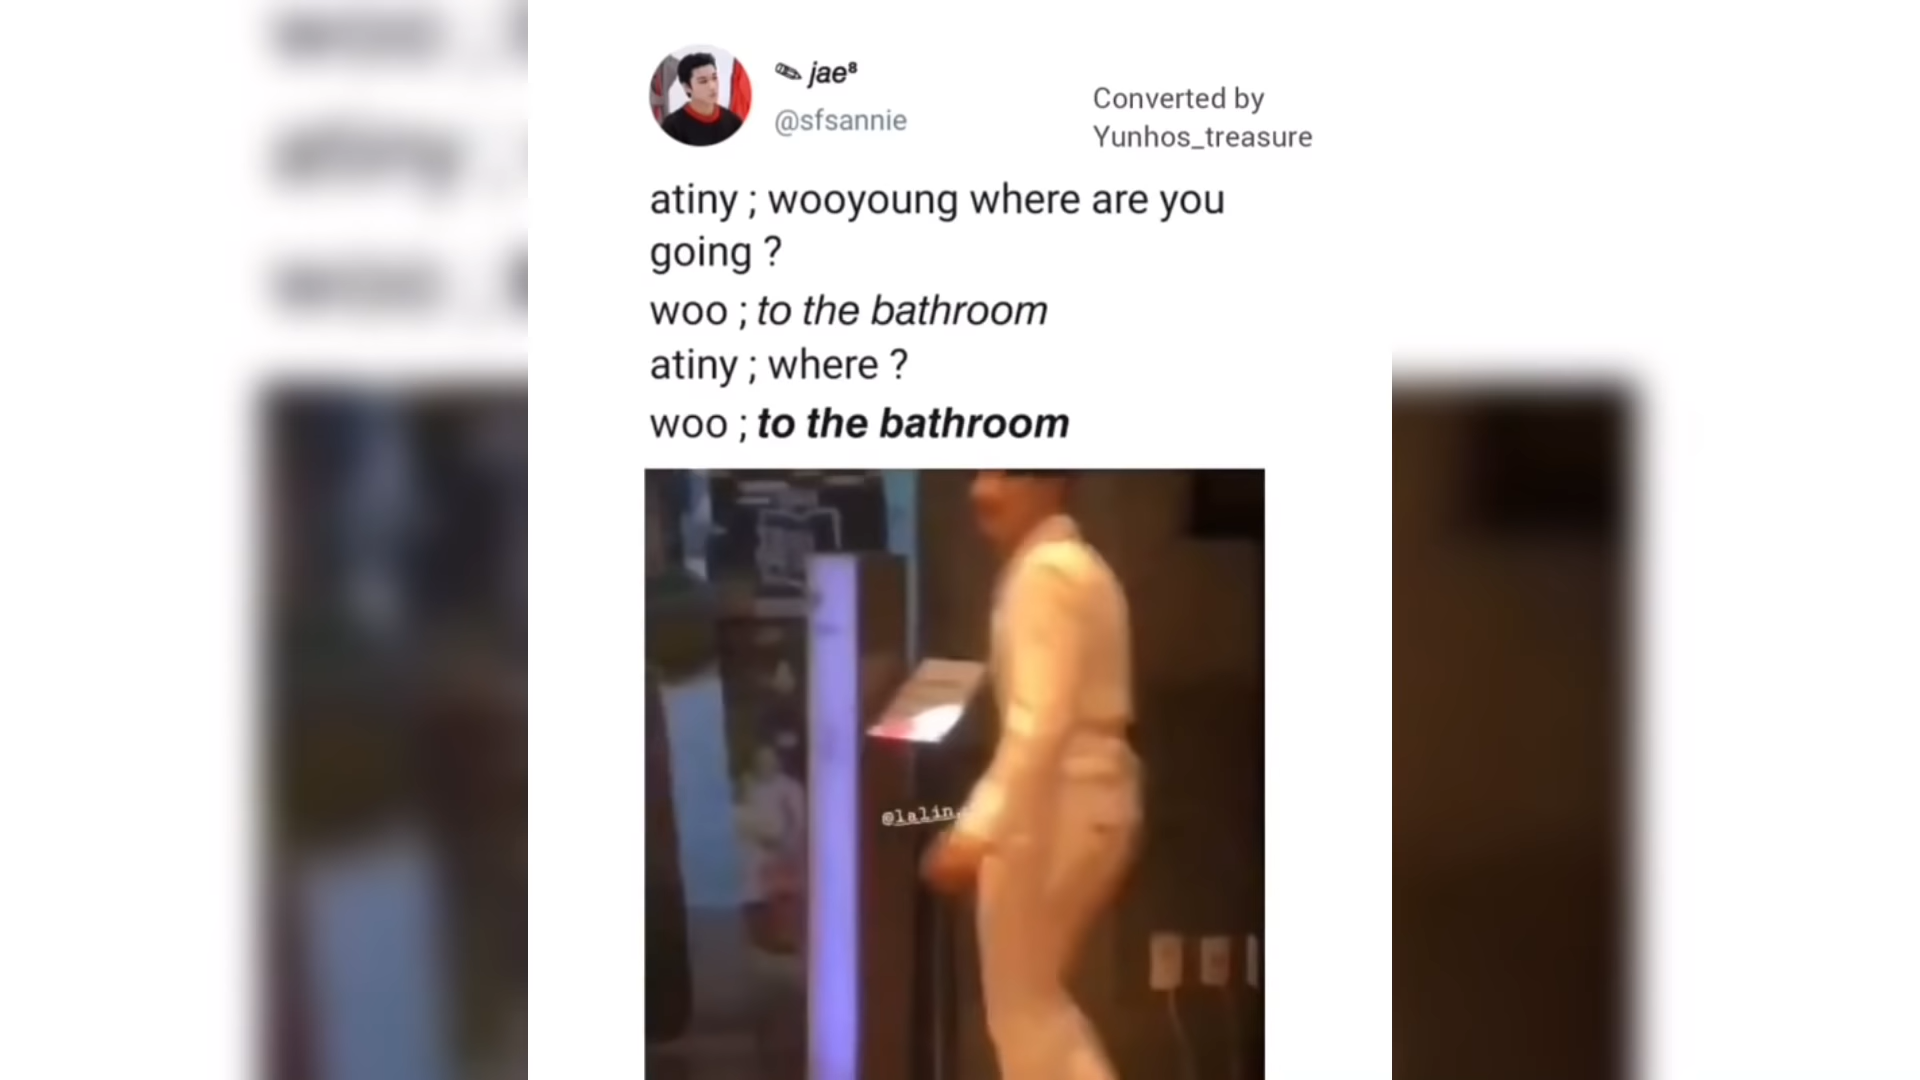 ✏ jae⁸
@sfsannie
Converted by
Yunhos_treasure
atiny ; wooyoung where are you
going ?
woo ; to the bathroom
atiny ; where ?
woo ; to the bathroom
@lalin